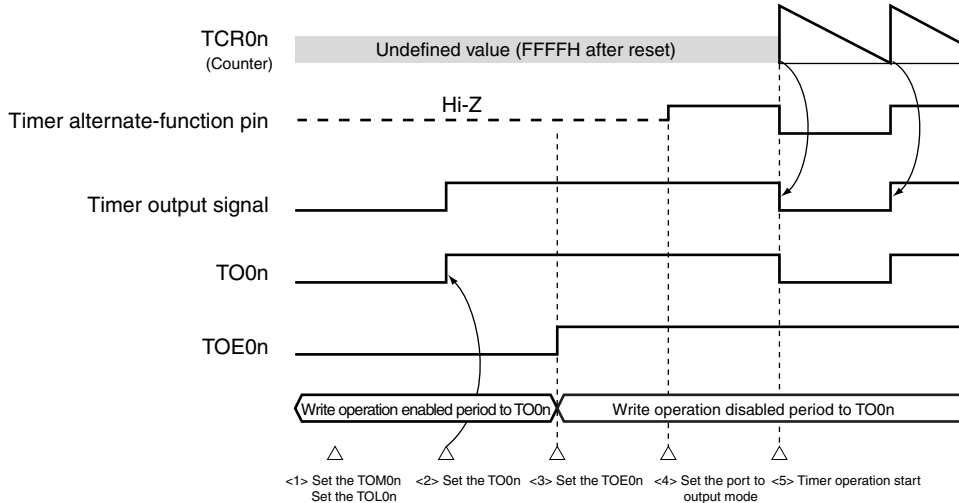 TCR0n
(Counter)
Undefined value (FFFFH after reset)
Hi-Z
Timer alternate-function pin
Timer output signal
TO0n
TOE0n
Write operation enabled period to TO0n
Write operation disabled period to TO0n
<1> Set the TOM0n
Set the TOL0n
<2> Set the TO0n
<3> Set the TOE0n
<4> Set the port to
output mode
<5> Timer operation start